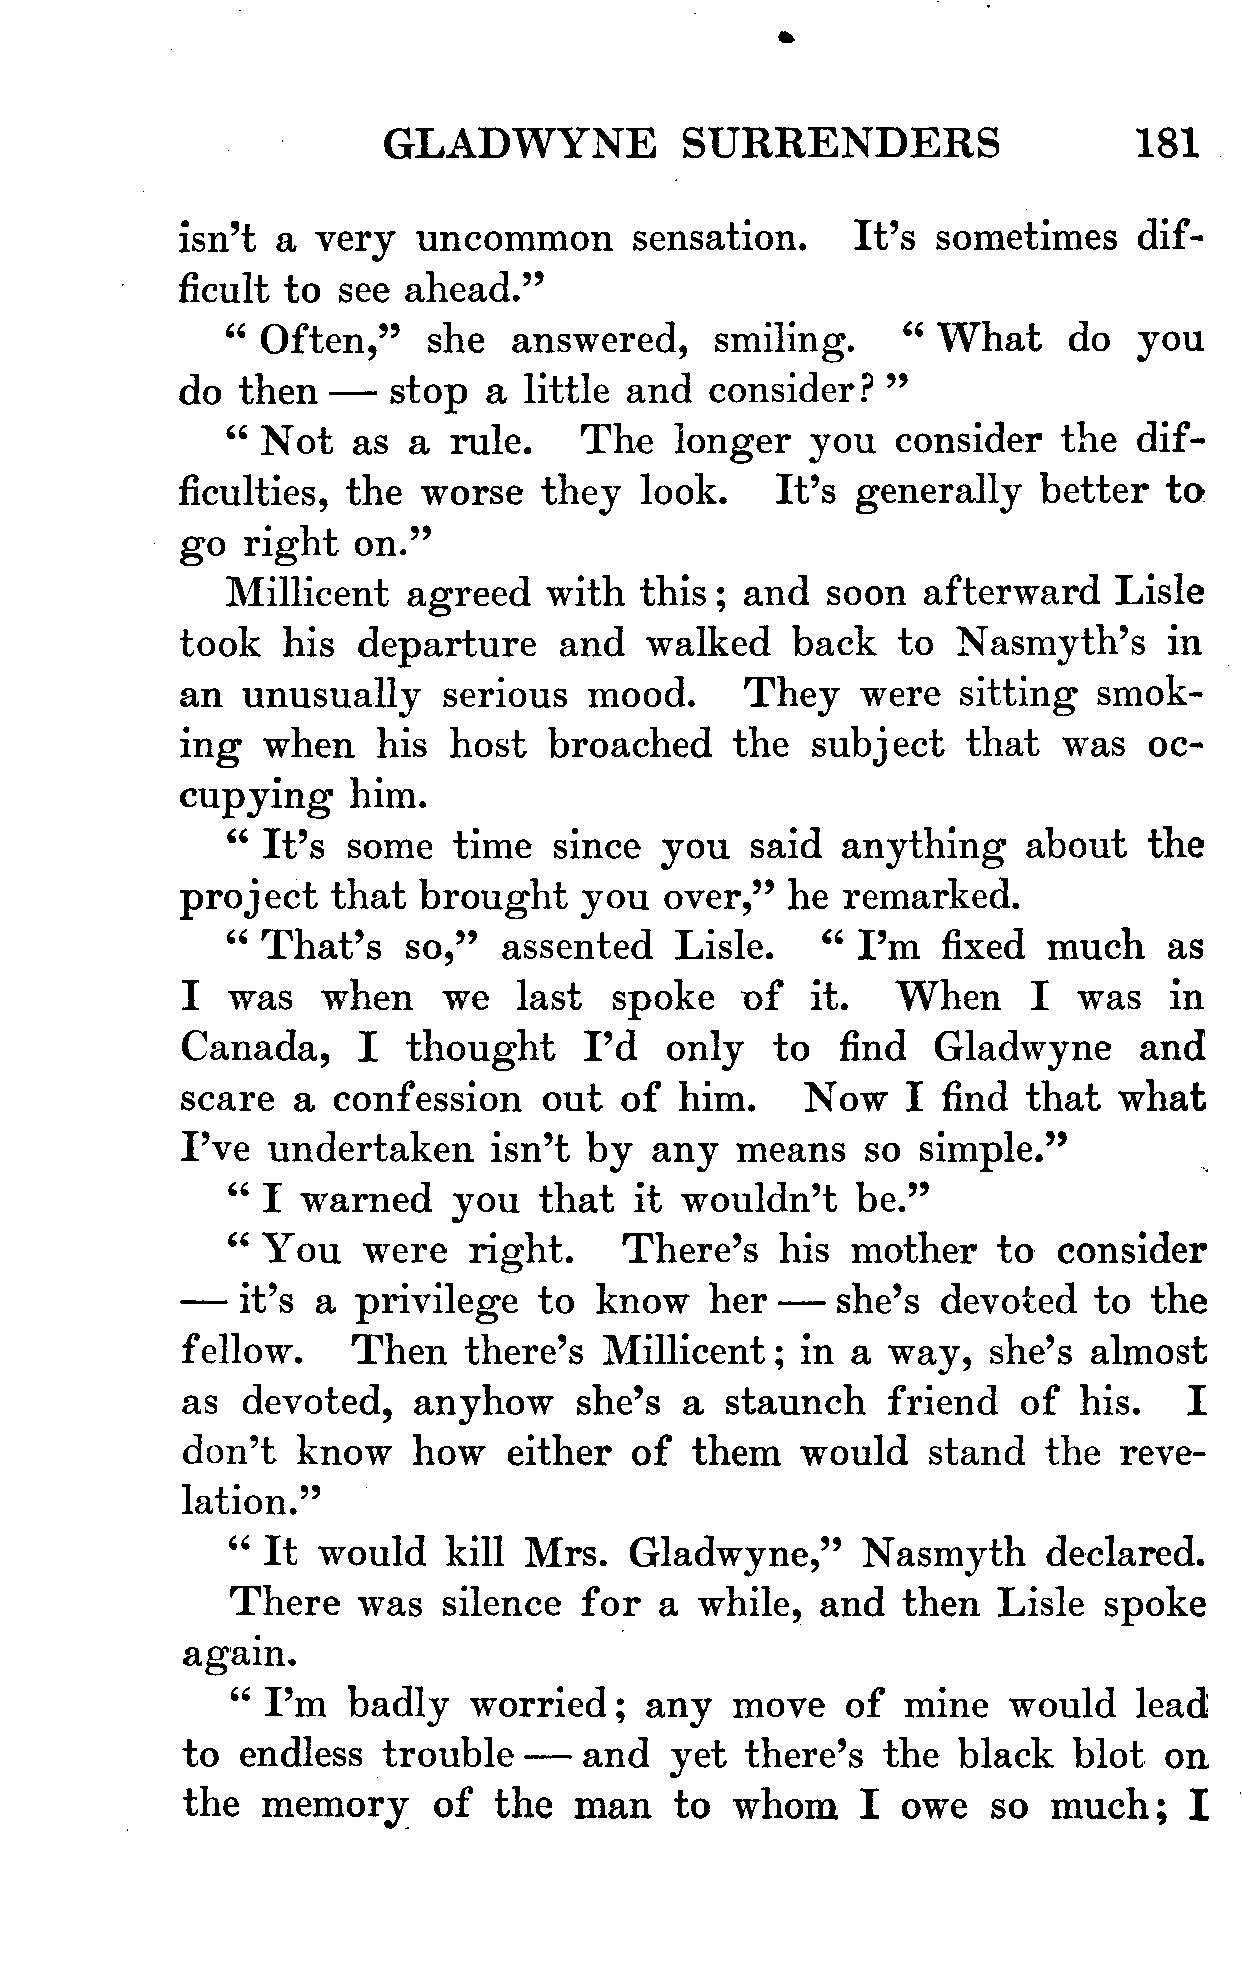 GLADWYNE SURRENDERS 181
isn't a very uncommon sensation. It's sometimes dif-
ficult to see ahead."
" Often," she answered, smiling. " What do you
do then — stop a little and consider? "
" Not as a rule. The longer you consider the dif-
ficulties, the worse they look. It's generally better to
go right on."
Millicent agreed with this ; and soon afterward Lisle
took his departure and walked back to Nasmyth's in
an unusually serious mood. They were sitting smok-
ing when his host broached the subject that was oc-
cupying him.
" It's some time since you said anything about the
project that brought you over," he remarked.
" That's so," assented Lisle. " I'm fixed much as
I was when we last spoke of it. When I was in
Canada, I thought I'd only to find Gladwyne and
scare a confession out of him. Now I find that what
I've undertaken isn't by any means so simple."
" I warned you that it wouldn't be."
" You were right. There's his mother to consider
— it's a privilege to know her — she's devoted to the
fellow. Then there's Millicent ; in a way, she's almost
as devoted, anyhow she's a staunch friend of his. I
don't know how either of them would stand the reve-
lation."
" It would kill Mrs. Gladwyne," Nasmyth declared.
There was silence for a while, and then Lisle spoke
again.
" I'm badly worried ; any move of mine would lead
to endless trouble — and yet there's the black blot on
the memory of the man to whom I owe so much ; I